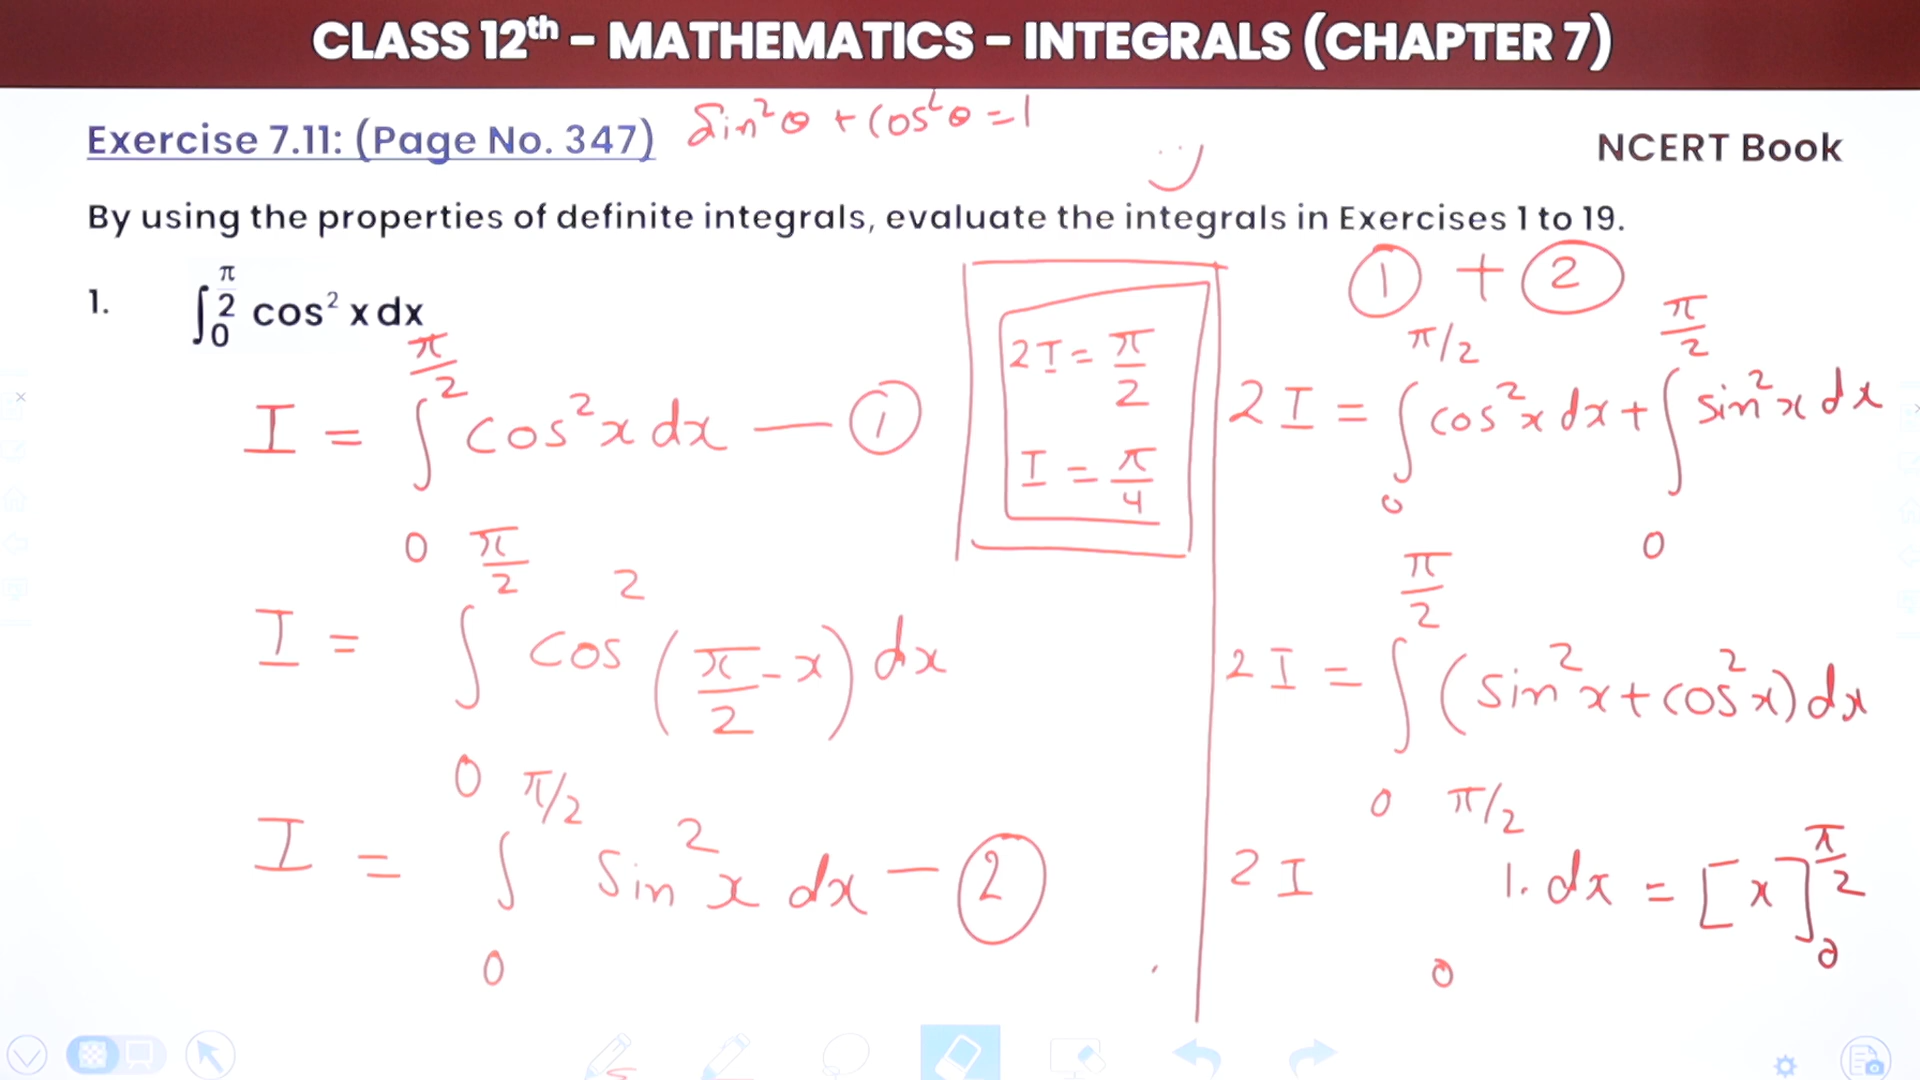 CLASS 12th - MATHEMATICS - INTEGRALS (CHAPTER 7)
Exercise 7.11: (Page No. 347)
sin²θ + cos²θ = 1
NCERT Book
By using the properties of definite integrals, evaluate the integrals in Exercises 1 to 19.
1. ∫₀^(π/2) cos² x dx
I = ∫₀^(π/2) cos²x dx — ①
I = ∫₀^(π/2) cos² (π/2 - x) dx
I = ∫₀^(π/2) sin²x dx — ②
2I = π/2
I = π/4
① + ②
2I = ∫₀^(π/2) cos²x dx + ∫₀^(π/2) sin²x dx
2I = ∫₀^(π/2) (sin²x + cos²x) dx
2I π/2 0 1. dx = [x]₀^(π/2)